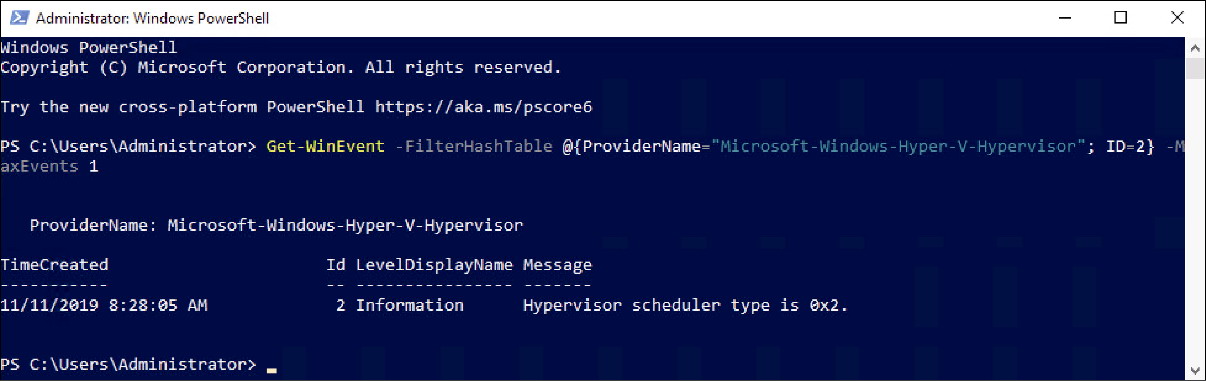 Administrator: Windows PowerShell
Windows PowerShell
Copyright (C) Microsoft Corporation. All rights reserved.
Try the new cross-platform PowerShell https://aka.ms/pscore6
PS C:\Users\Administrator> Get-WinEvent -FilterHashTable @{ProviderName="Microsoft-Windows-Hyper-V-Hypervisor"; ID=2} -M
axEvents 1
ProviderName: Microsoft-Windows-Hyper-V-Hypervisor
TimeCreated                      Id LevelDisplayName Message
-----------                      -- ---------------- -------
11/11/2019 8:28:05 AM             2 Information      Hypervisor scheduler type is 0x2.
PS C:\Users\Administrator> _